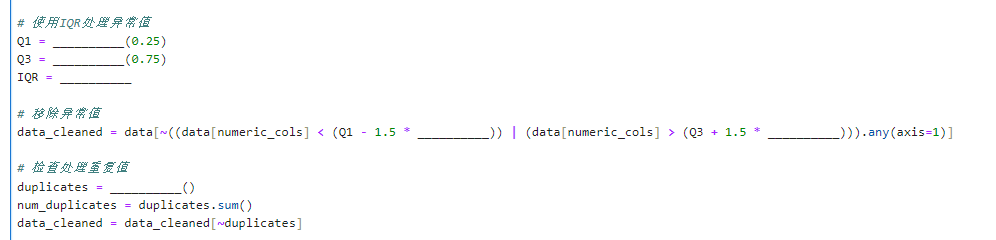 # 使用IQR处理异常值
Q1 = __________(0.25)
Q3 = __________(0.75)
IQR = __________
# 移除异常值
data_cleaned = data[~((data[numeric_cols] < (Q1 - 1.5 * __________)) | (data[numeric_cols] > (Q3 + 1.5 * __________))).any(axis=1)]
# 检查处理重复值
duplicates = __________()
num_duplicates = duplicates.sum()
data_cleaned = data_cleaned[~duplicates]